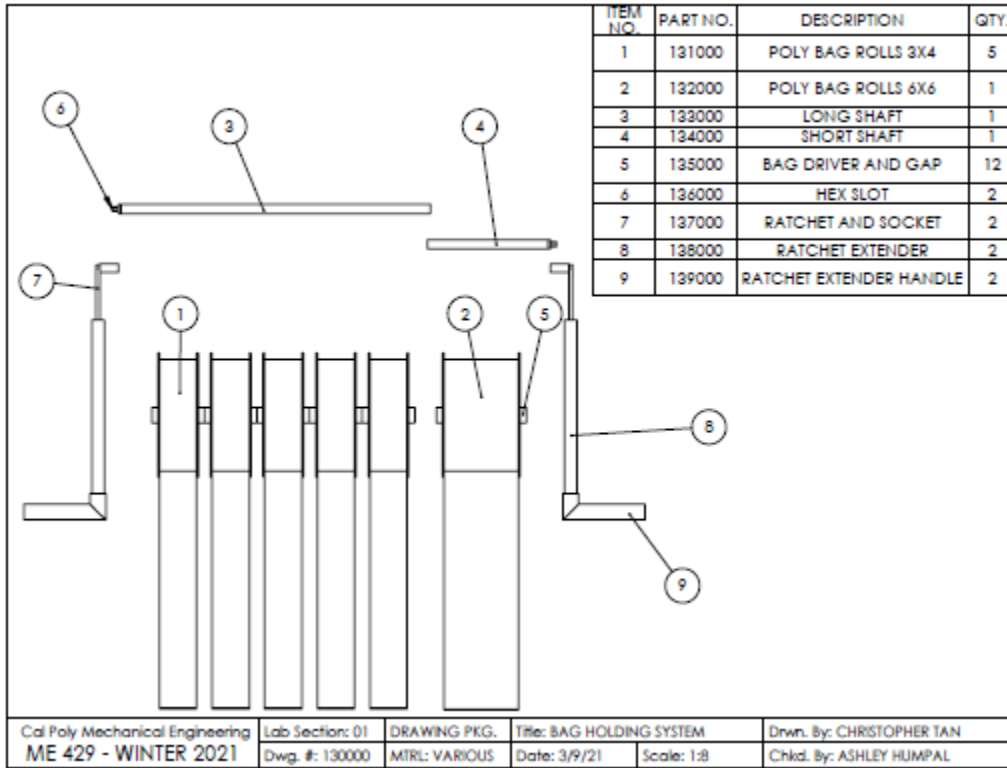 ITEM NO. PART NO. DESCRIPTION QTY.
1 131000 POLY BAG ROLLS 3X4 5
2 132000 POLY BAG ROLLS 6X6 1
3 133000 LONG SHAFT 1
4 134000 SHORT SHAFT 1
5 135000 BAG DRIVER AND GAP 12
6 136000 HEX SLOT 2
7 137000 RATCHET AND SOCKET 2
8 138000 RATCHET EXTENDER 2
9 139000 RATCHET EXTENDER HANDLE 2
6
3
4
7
1
2
5
8
9
Cal Poly Mechanical Engineering
ME 429 - WINTER 2021
Lab Section: 01
Dwg. #: 130000
DRAWING PKG.
MTRL: VARIOUS
Title: BAG HOLDING SYSTEM
Date: 3/9/21
Scale: 1:8
Drwn. By: CHRISTOPHER TAN
Chkd. By: ASHLEY HUMPAL